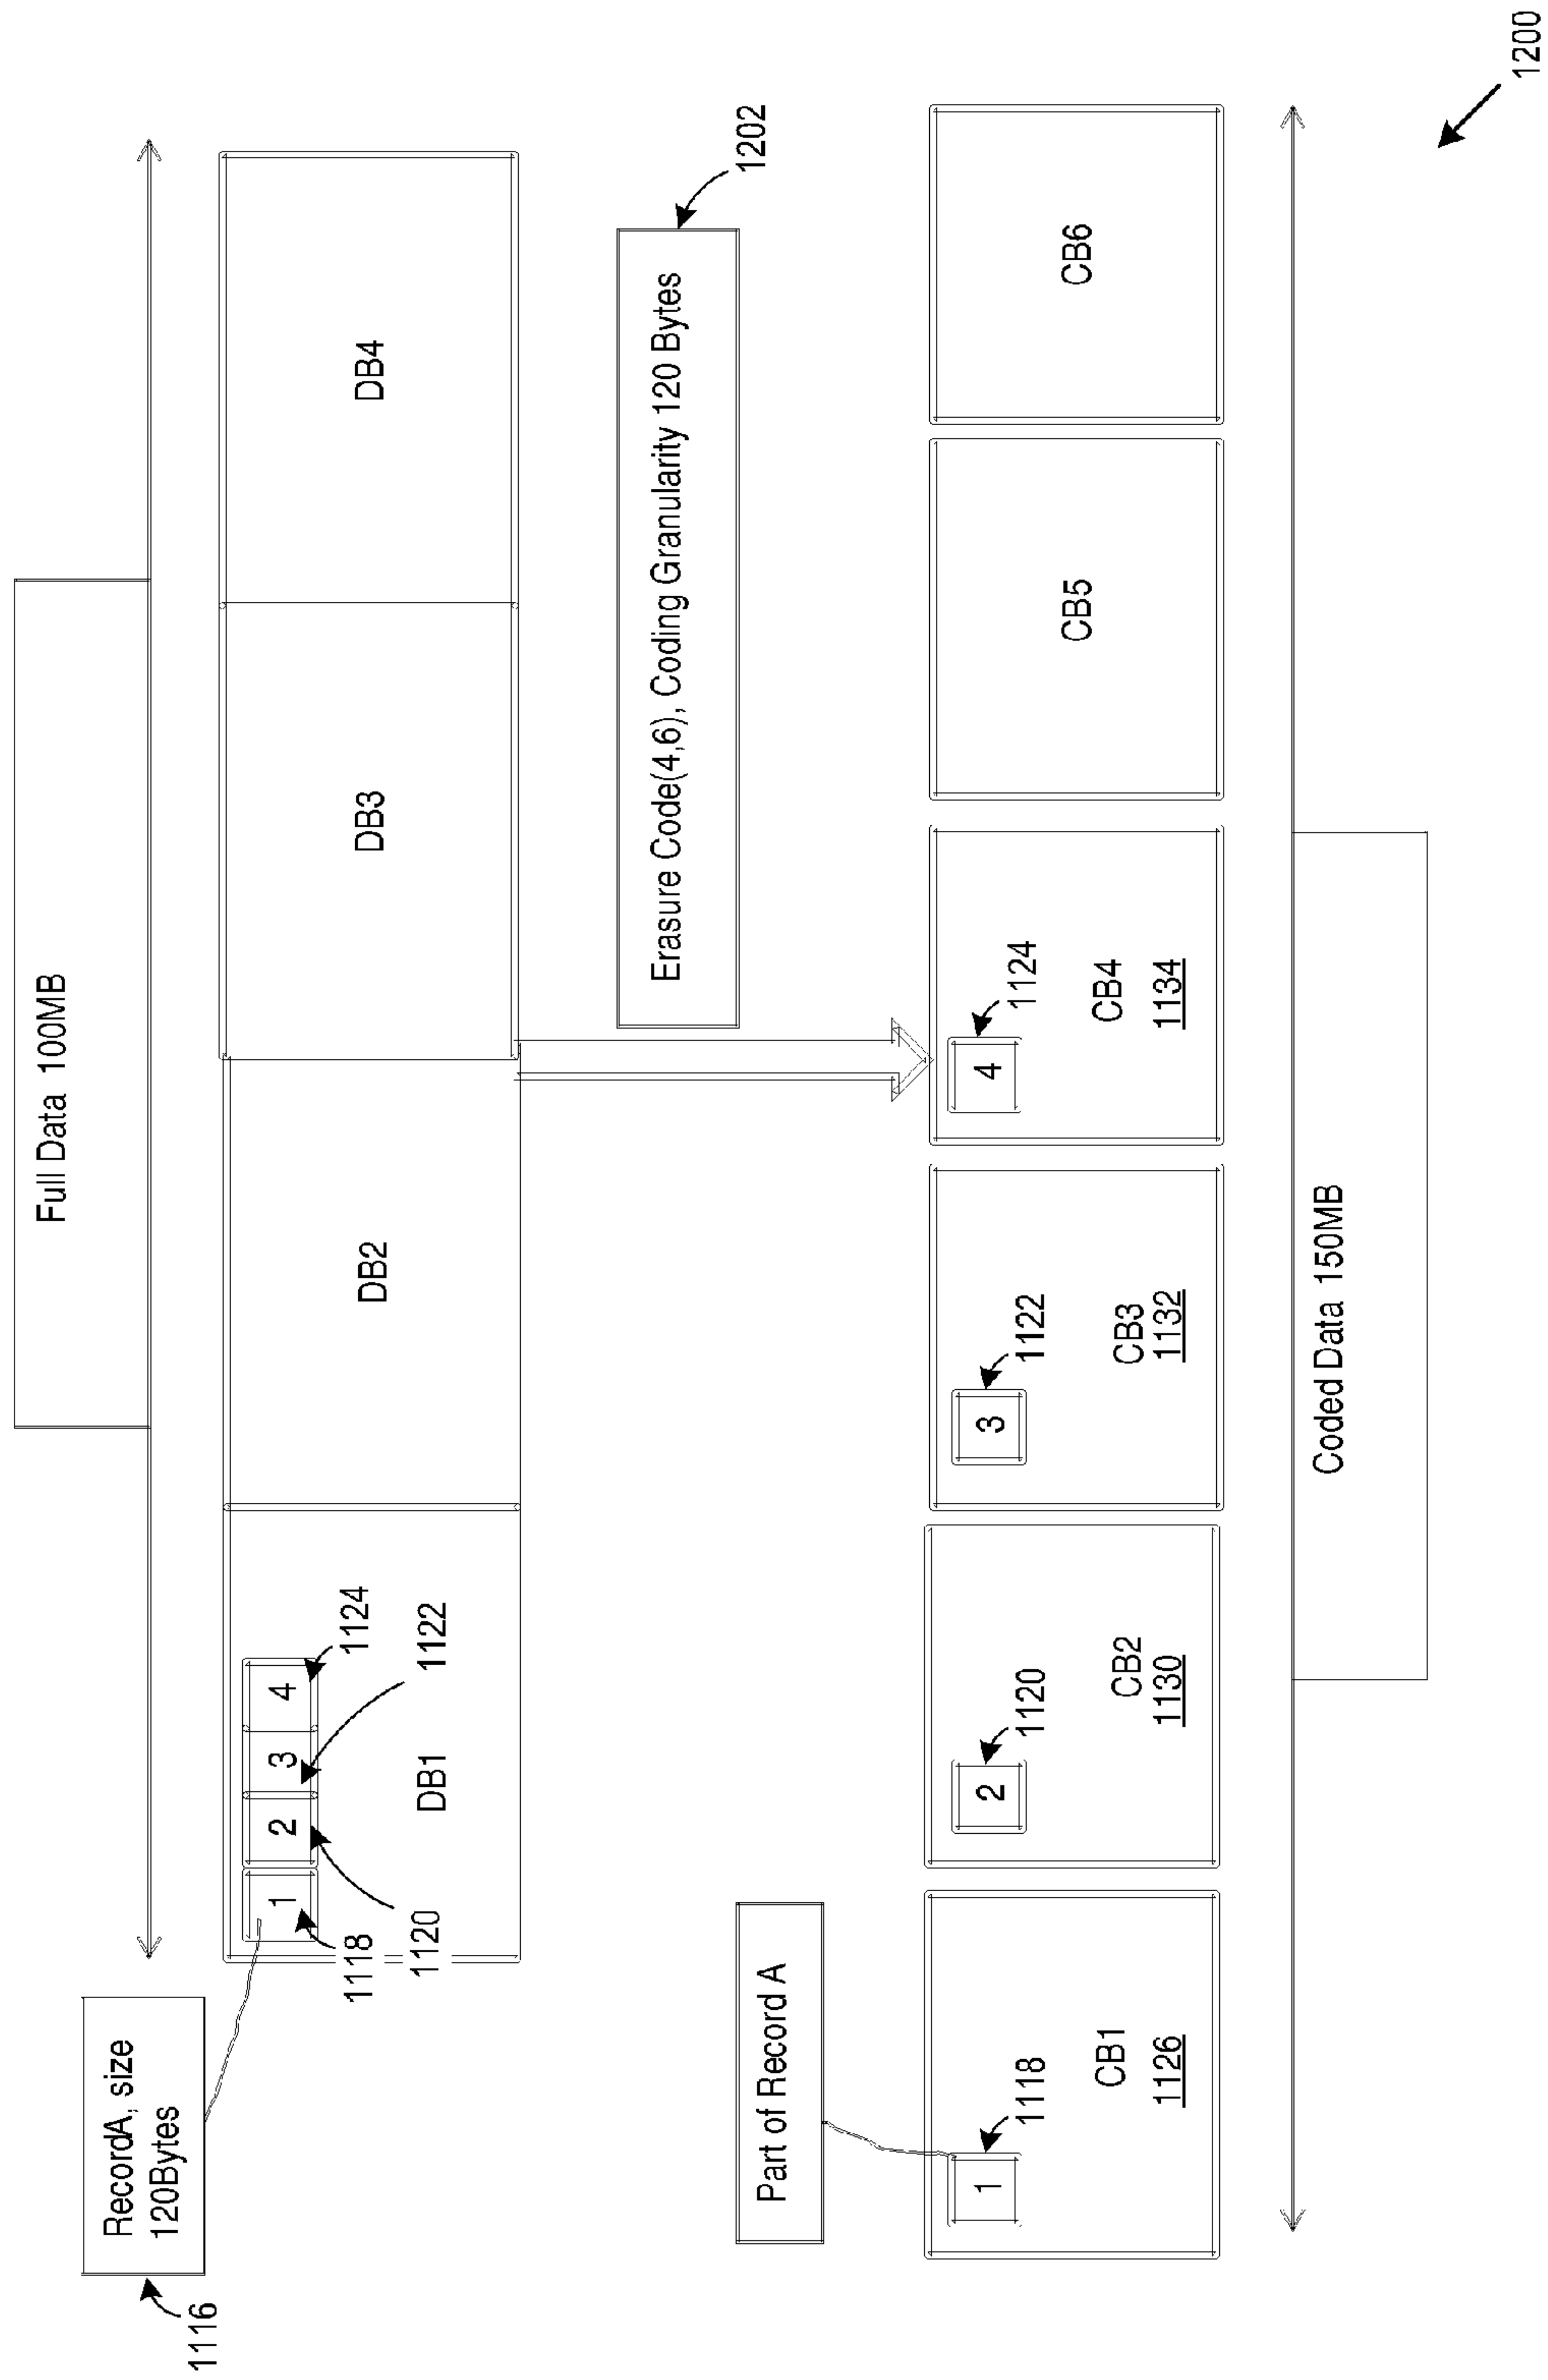 Full Data 100MB
RecordA, size
120Bytes
1116
1
2
3
4
1118
1120
1122
1124
DB1
DB2
DB3
DB4
Erasure Code(4,6), Coding Granularity 120 Bytes
1202
Part of Record A
1
1118
CB1
1126
2
1120
CB2
1130
3
1122
CB3
1132
4
1124
CB4
1134
CB5
CB6
Coded Data 150MB
1200